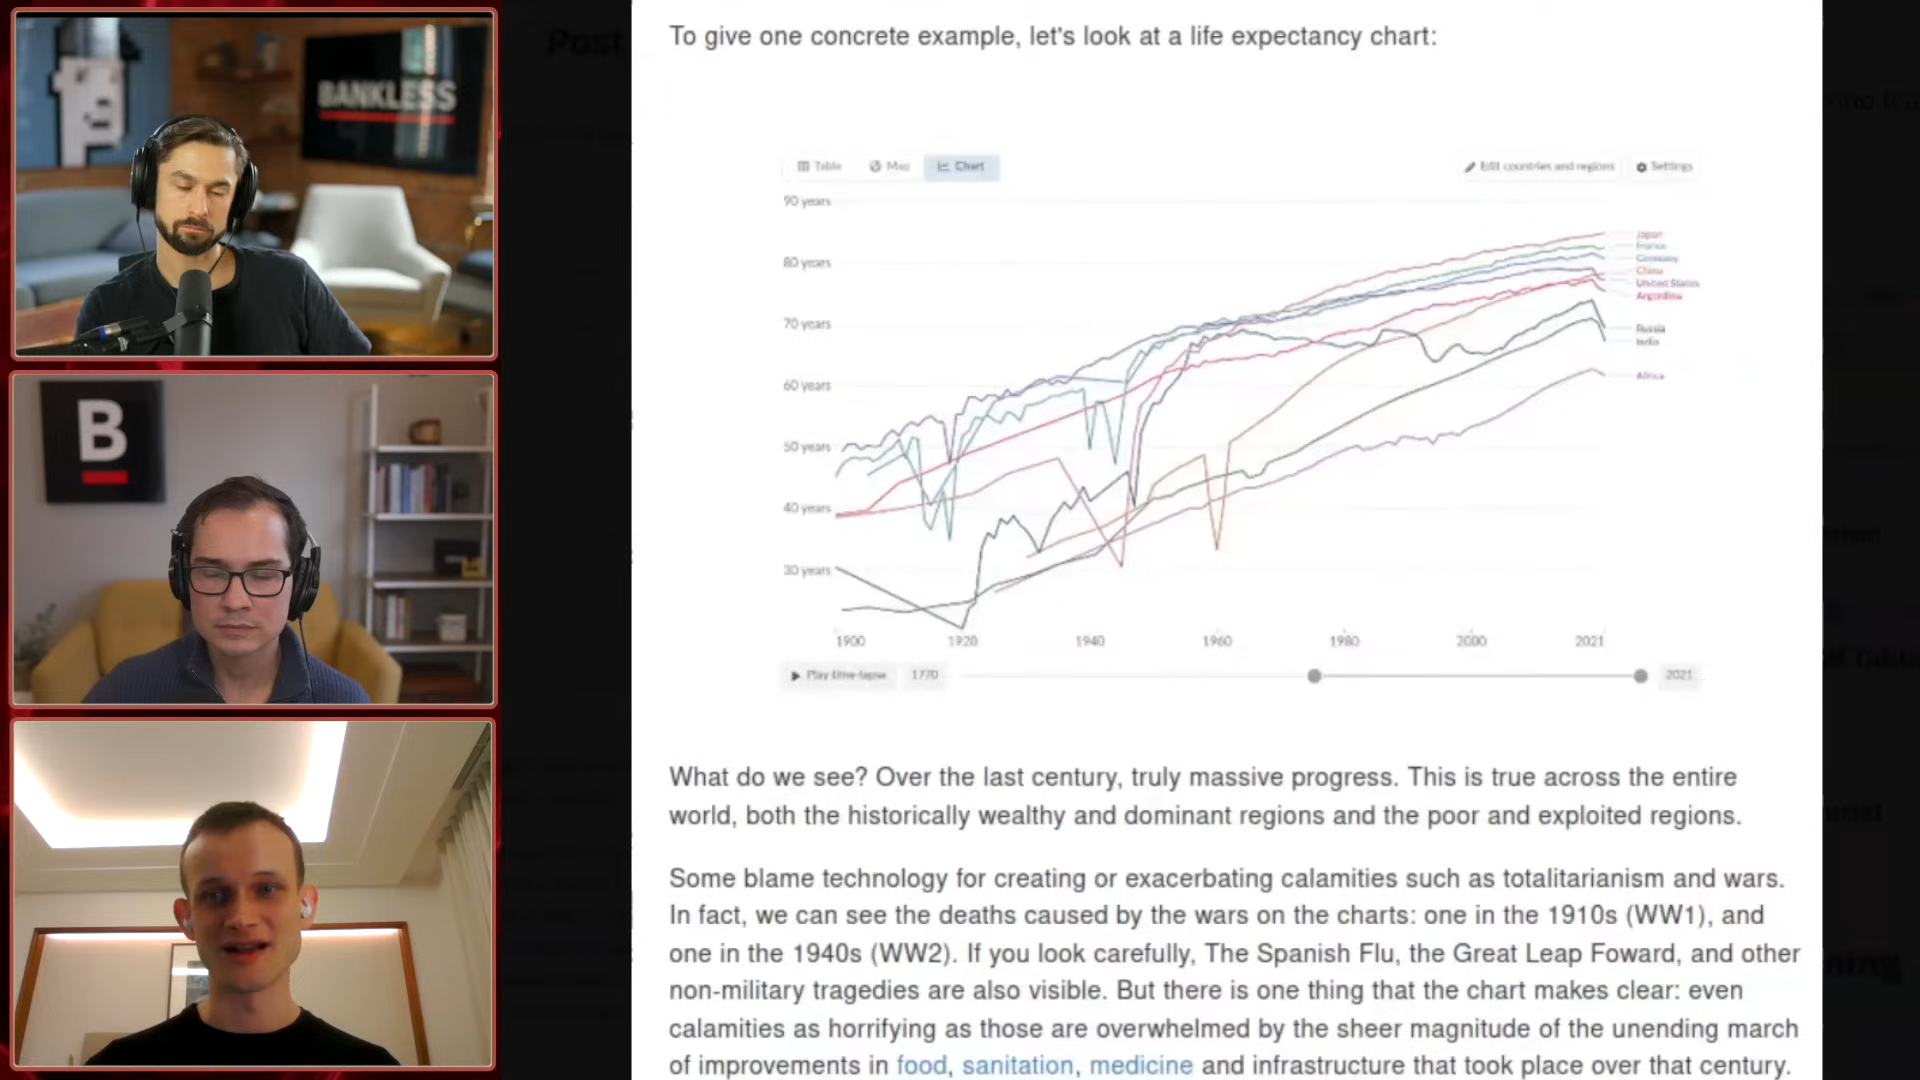 BANKLESS
B
To give one concrete example, let's look at a life expectancy chart:
Table Map Chart Edit countries and regions Settings
90 years
80 years
70 years
60 years
50 years
40 years
30 years
Japan
France
Germany
China
United States
Argentina
Russia
India
Africa
1900 1920 1940 1960 1980 2000 2021
Play time-lapse 1770 2021
What do we see? Over the last century, truly massive progress. This is true across the entire
world, both the historically wealthy and dominant regions and the poor and exploited regions.
Some blame technology for creating or exacerbating calamities such as totalitarianism and wars.
In fact, we can see the deaths caused by the wars on the charts: one in the 1910s (WW1), and
one in the 1940s (WW2). If you look carefully, The Spanish Flu, the Great Leap Foward, and other
non-military tragedies are also visible. But there is one thing that the chart makes clear: even
calamities as horrifying as those are overwhelmed by the sheer magnitude of the unending march
of improvements in food, sanitation, medicine and infrastructure that took place over that century.